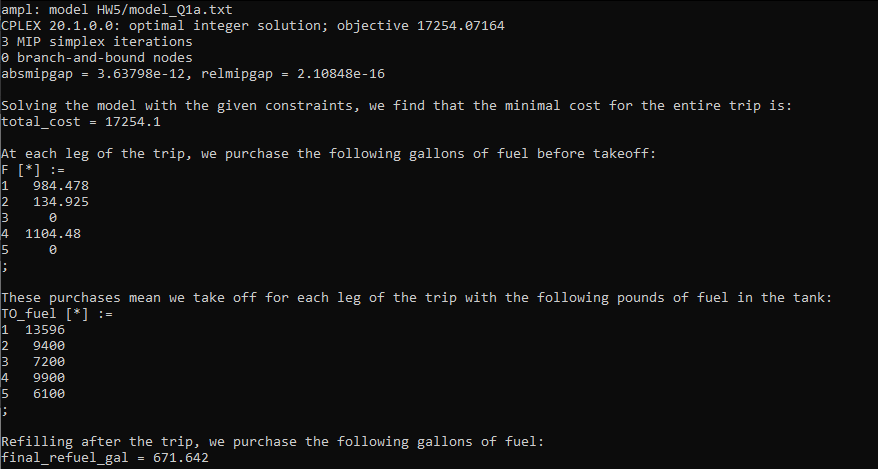 ampl: model HW5/model_Q1a.txt
CPLEX 20.1.0.0: optimal integer solution; objective 17254.07164
3 MIP simplex iterations
0 branch-and-bound nodes
absmipgap = 3.63798e-12, relmipgap = 2.10848e-16

Solving the model with the given constraints, we find that the minimal cost for the entire trip is:
total_cost = 17254.1

At each leg of the trip, we purchase the following gallons of fuel before takeoff:
F [*] :=
1   984.478
2   134.925
3     0
4  1104.48
5     0
;

These purchases mean we take off for each leg of the trip with the following pounds of fuel in the tank:
TO_fuel [*] :=
1  13596
2   9400
3   7200
4   9900
5   6100
;

Refilling after the trip, we purchase the following gallons of fuel:
final_refuel_gal = 671.642